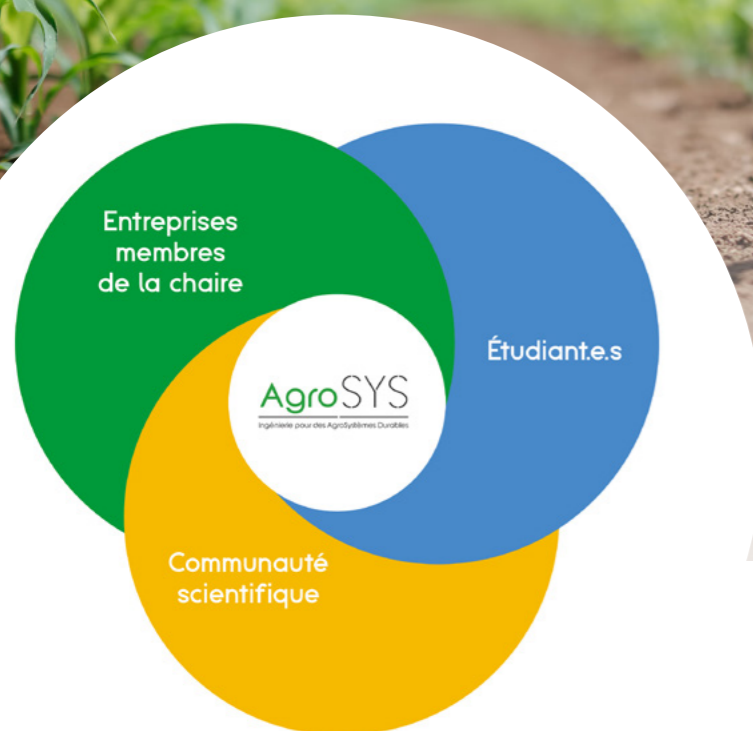 Entreprises
membres
de la chaire
Étudiant.e.s
AgroSYS
Ingénierie pour des AgroSystèmes Durables
Communauté
scientifique